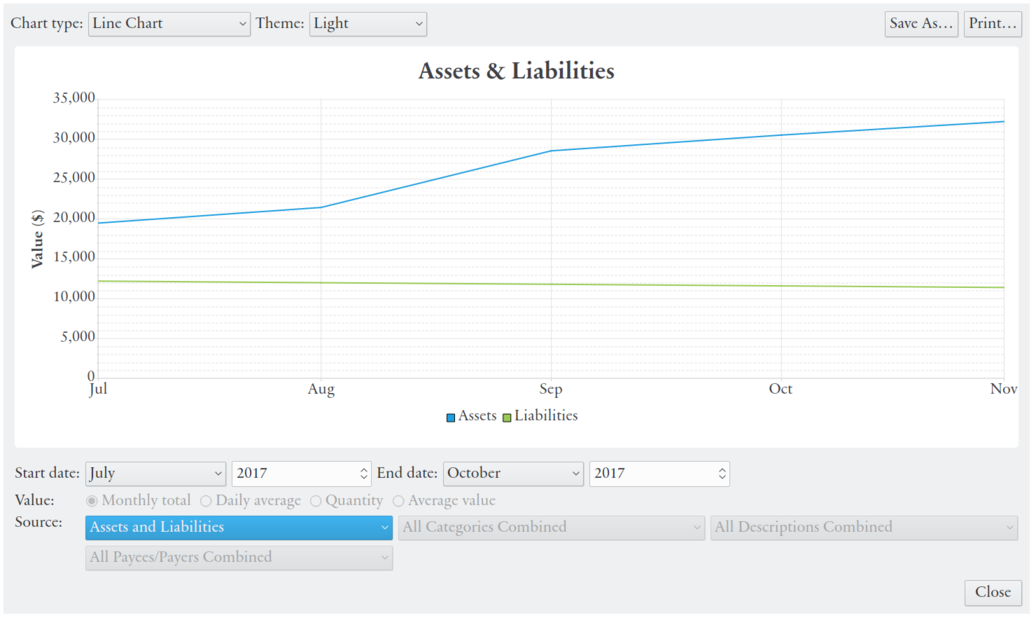 Chart type: Line Chart Theme: Light Save As... Print...
Assets & Liabilities
35,000
30,000
25,000
20,000
15,000
10,000
5,000
0
Value ($)
Jul Aug Sep Oct Nov
Assets Liabilities
Start date: July 2017 End date: October 2017
Value: Monthly total Daily average Quantity Average value
Source: Assets and Liabilities All Categories Combined All Descriptions Combined
All Payees/Payers Combined
Close